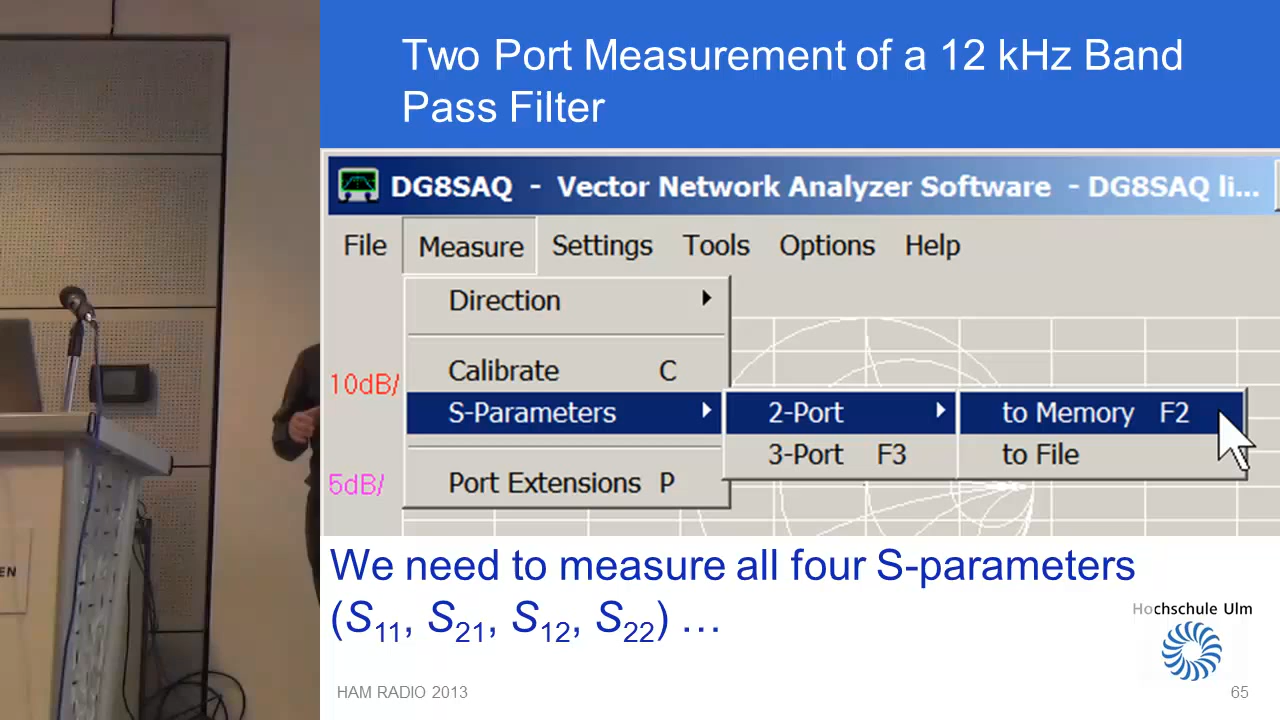 Two Port Measurement of a 12 kHz Band
Pass Filter
DG8SAQ - Vector Network Analyzer Software - DG8SAQ li...
File Measure Settings Tools Options Help
Direction
Calibrate C
10dB/
S-Parameters 2-Port to Memory F2
3-Port F3 to File
5dB/ Port Extensions P
We need to measure all four S-parameters
(S11, S21, S12, S22) …
EN
Hochschule Ulm
HAM RADIO 2013 65